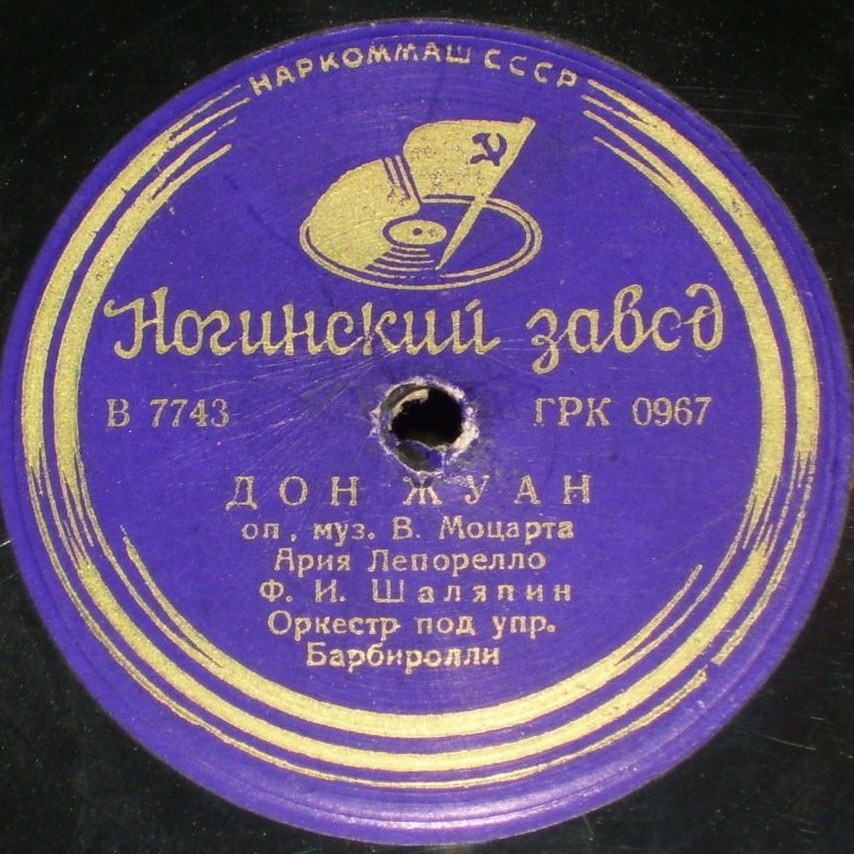 НАРКОММАШ СССР
Ногинский завод
В 7743 ГРК 0967
ДОН ЖУАН
оп. муз. В. Моцарта
Ария Лепорелло
Ф. И. Шаляпин
Оркестр под упр.
Барбиролли